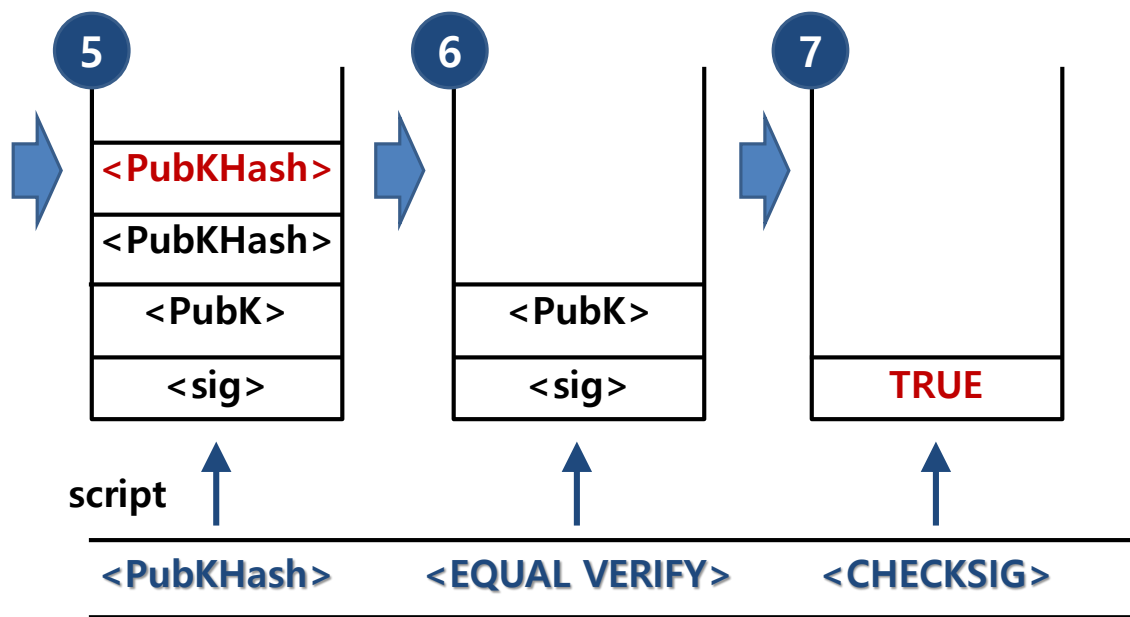 5 6 7
<PubKHash>
<PubKHash>
<PubK> <PubK>
<sig> <sig> TRUE
script
<PubKHash> <EQUAL VERIFY> <CHECKSIG>